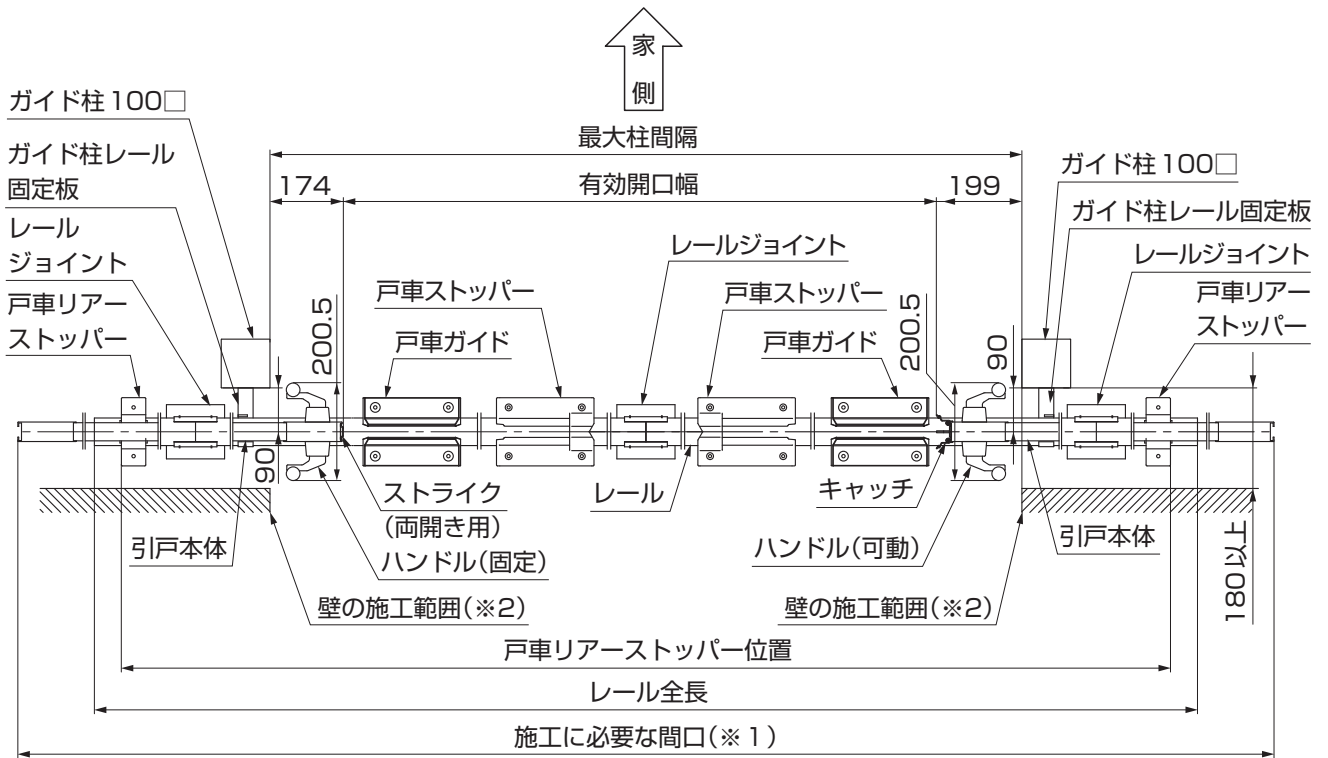 家
側
ガイド柱 100□
最大柱間隔
ガイド柱レール
固定板
174
有効開口幅
199
ガイド柱 100□
ガイド柱レール固定板
レール
ジョイント
レールジョイント
レールジョイント
戸車リアー
ストッパー
戸車ストッパー
戸車ストッパー
戸車リアー
ストッパー
200.5
戸車ガイド
戸車ガイド
200.5
90
90
ストライク
(両開き用)
レール
キャッチ
引戸本体
ハンドル(固定)
ハンドル(可動)
引戸本体
180以上
壁の施工範囲(※2)
壁の施工範囲(※2)
戸車リアーストッパー位置
レール全長
施工に必要な間口(※1)